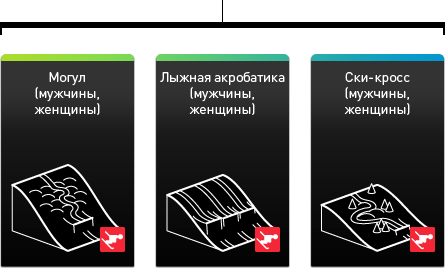 Могул
(мужчины,
женщины)
Лыжная акробатика
(мужчины,
женщины)
Ски-кросс
(мужчины,
женщины)